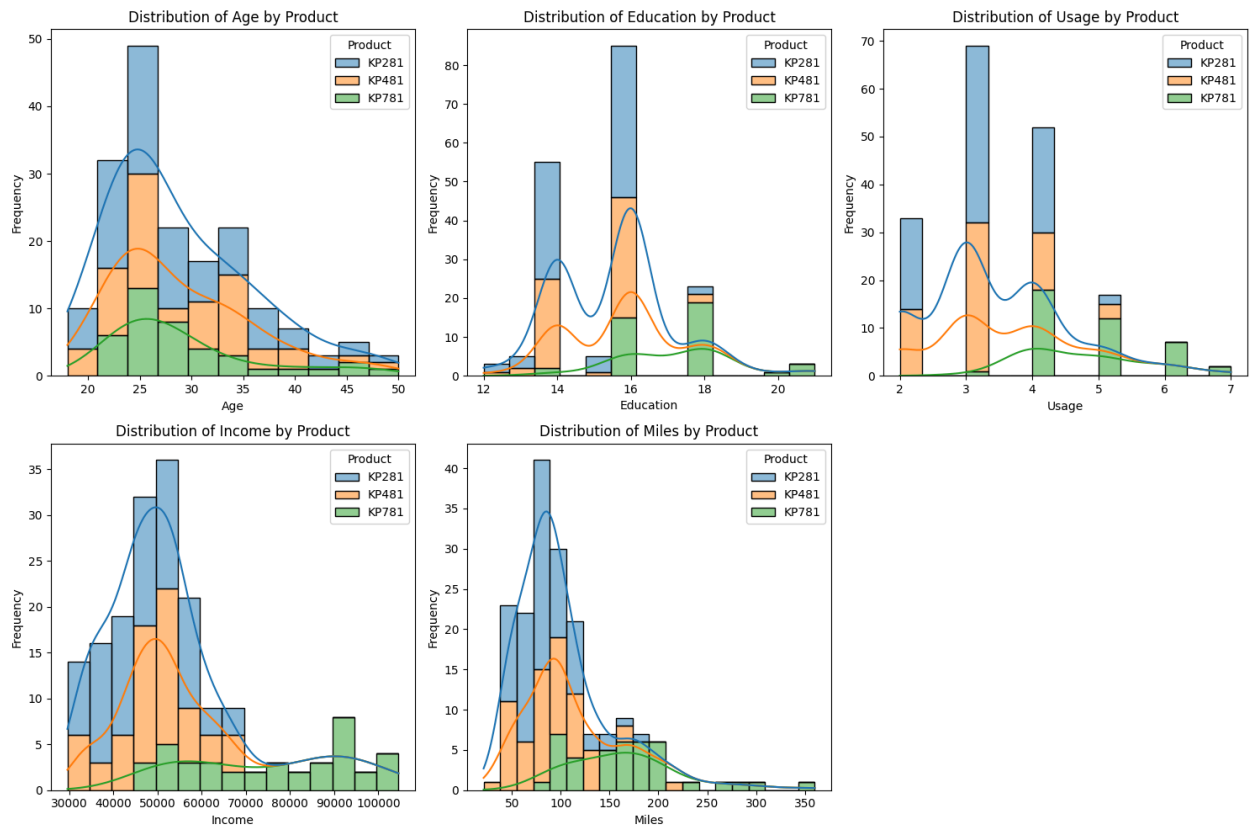 Distribution of Age by Product
Product
KP281
KP481
KP781
Frequency
0
10
20
30
40
50
20
25
30
35
40
45
50
Age
Distribution of Education by Product
Product
KP281
KP481
KP781
Frequency
0
10
20
30
40
50
60
70
80
12
14
16
18
20
Education
Distribution of Usage by Product
Product
KP281
KP481
KP781
Frequency
0
10
20
30
40
50
60
70
2
3
4
5
6
7
Usage
Distribution of Income by Product
Product
KP281
KP481
KP781
Frequency
0
5
10
15
20
25
30
35
30000
40000
50000
60000
70000
80000
90000
100000
Income
Distribution of Miles by Product
Product
KP281
KP481
KP781
Frequency
0
5
10
15
20
25
30
35
40
50
100
150
200
250
300
350
Miles